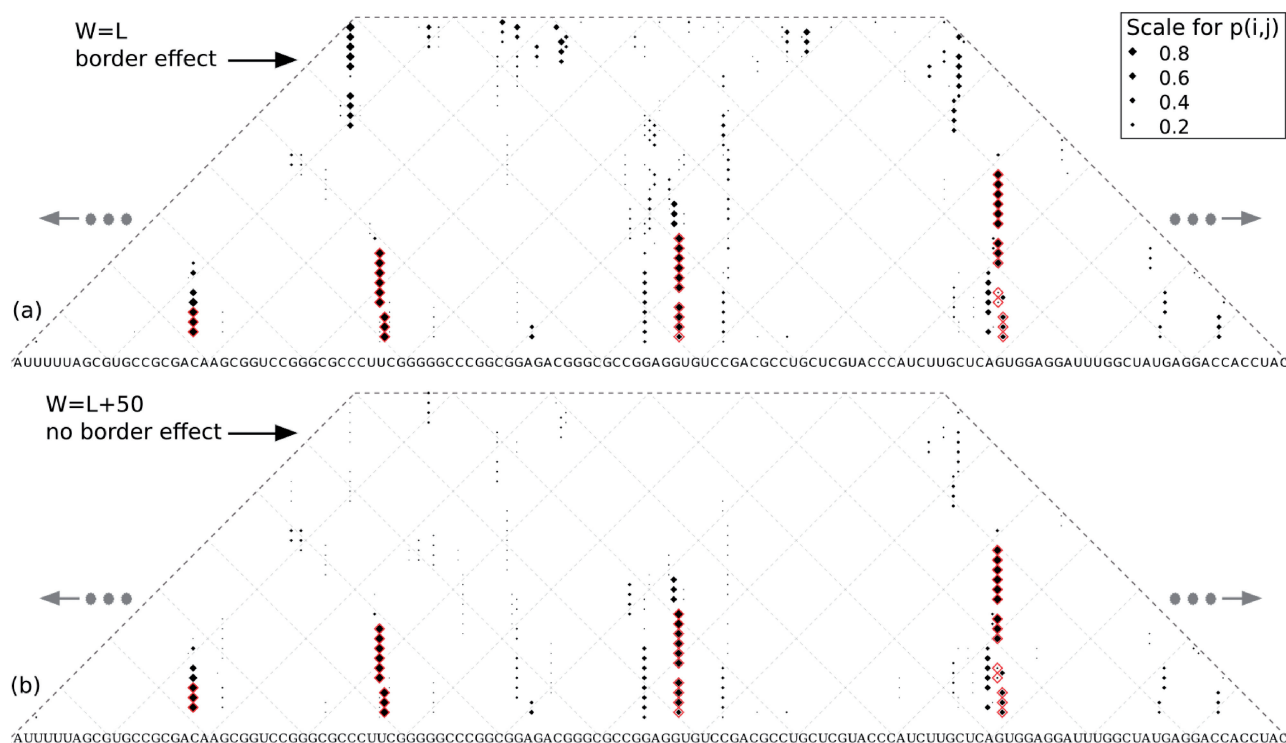 W=L
border effect
Scale for p(i,j)
0.8
0.6
0.4
0.2
(a)
AUUUUUAGCGUGCCGCGACAAGCGGUCCGGGCGCCCUUCGGGGGCCCGGCGGAGACGGGCGCCGGAGGUGUCCGACGCCUGCUCGUACCCAUCUUGCUCAGUGGAGGAUUUGGCUAUGAGGACCACCUAC
W=L+50
no border effect
(b)
AUUUUUAGCGUGCCGCGACAAGCGGUCCGGGCGCCCUUCGGGGGCCCGGCGGAGACGGGCGCCGGAGGUGUCCGACGCCUGCUCGUACCCAUCUUGCUCAGUGGAGGAUUUGGCUAUGAGGACCACCUAC